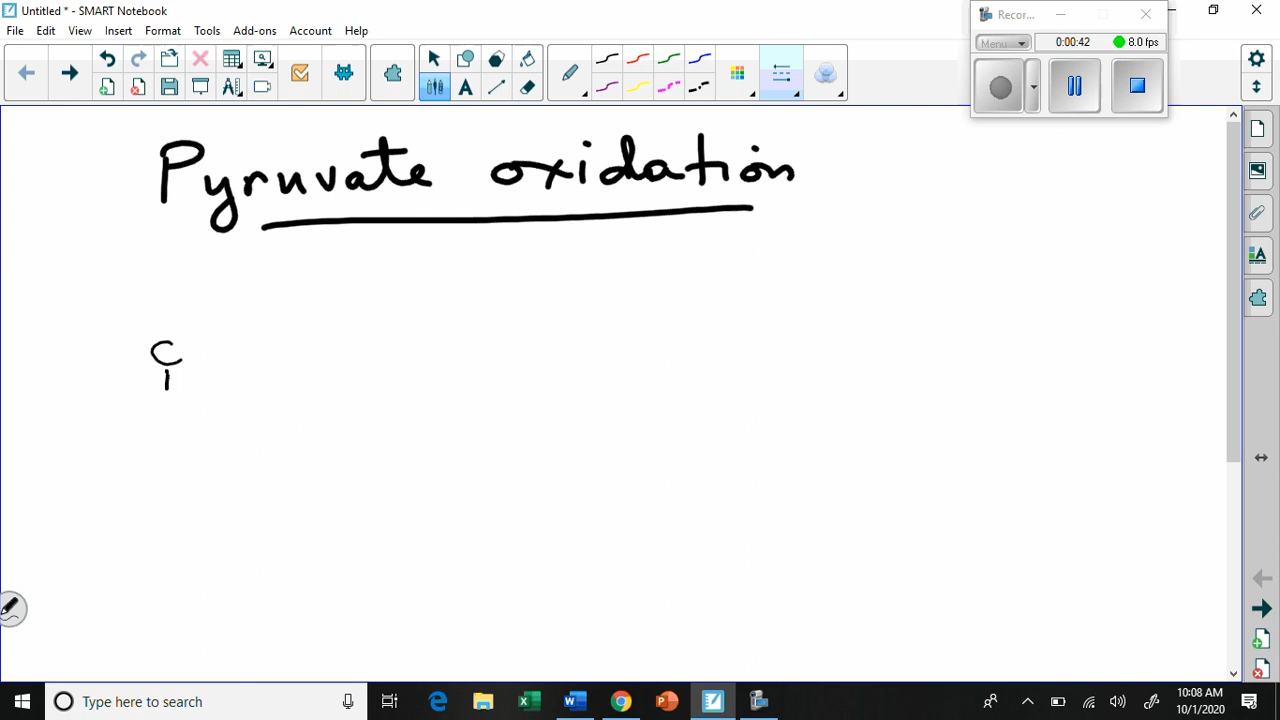 Untitled * - SMART Notebook
Recor...
File Edit View Insert Format Tools Add-ons Account Help
Menu 0:00:42 8.0 fps
Pyruvate oxidation
C
Type here to search
10:08 AM
10/1/2020